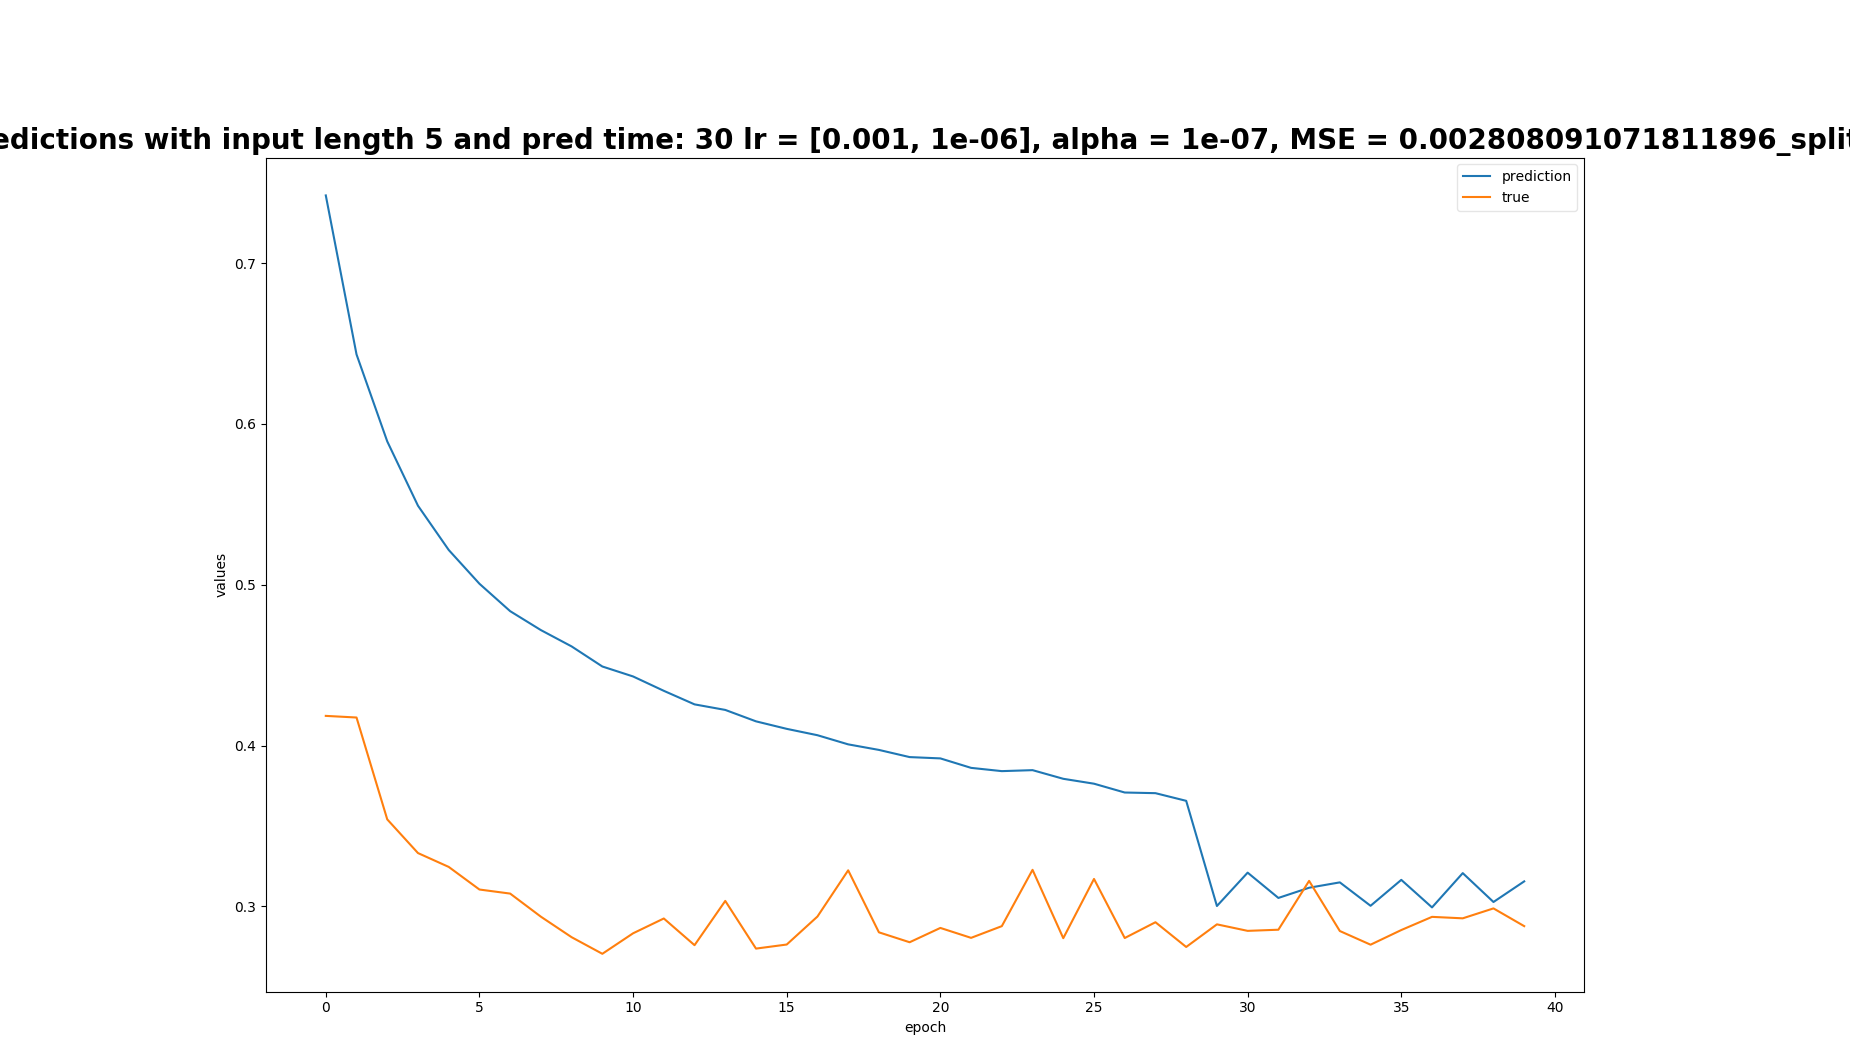 edictions with input length 5 and pred time: 30 lr = [0.001, 1e-06], alpha = 1e-07, MSE = 0.002808091071811896_split
prediction
true
0.7
0.6
0.5
0.4
0.3
values
0 5 10 15 20 25 30 35 40
epoch